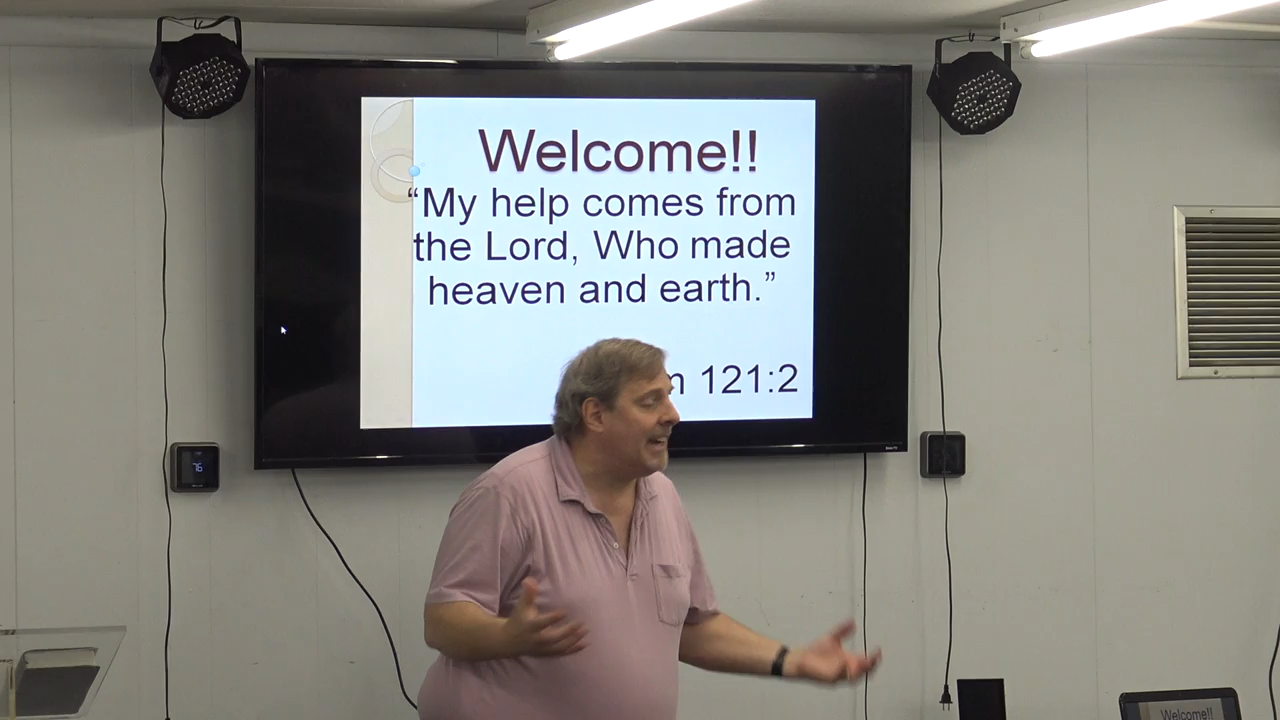 Welcome!!
“My help comes from
the Lord, Who made
heaven and earth.”
121:2
76
Welcome!!